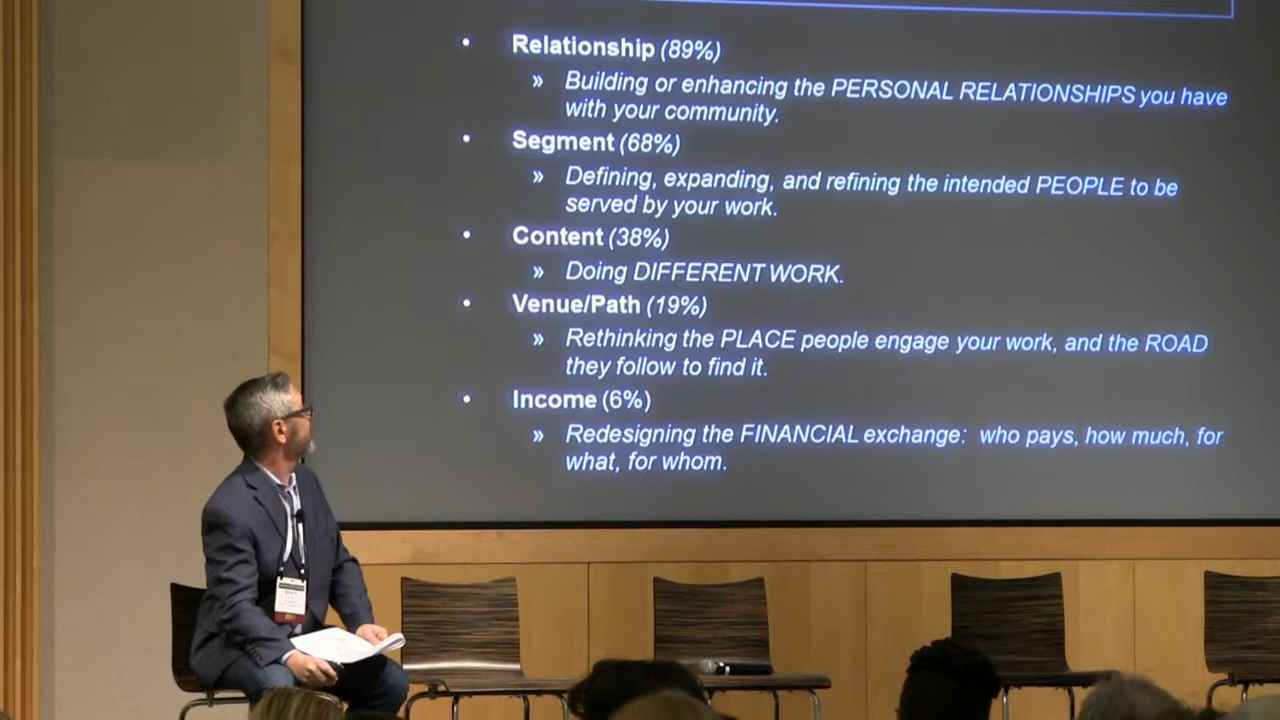 • Relationship (89%)
» Building or enhancing the PERSONAL RELATIONSHIPS you have
with your community.
• Segment (68%)
» Defining, expanding, and refining the intended PEOPLE to be
served by your work.
• Content (38%)
» Doing DIFFERENT WORK.
• Venue/Path (19%)
» Rethinking the PLACE people engage your work, and the ROAD
they follow to find it.
• Income (6%)
» Redesigning the FINANCIAL exchange: who pays, how much, for
what, for whom.